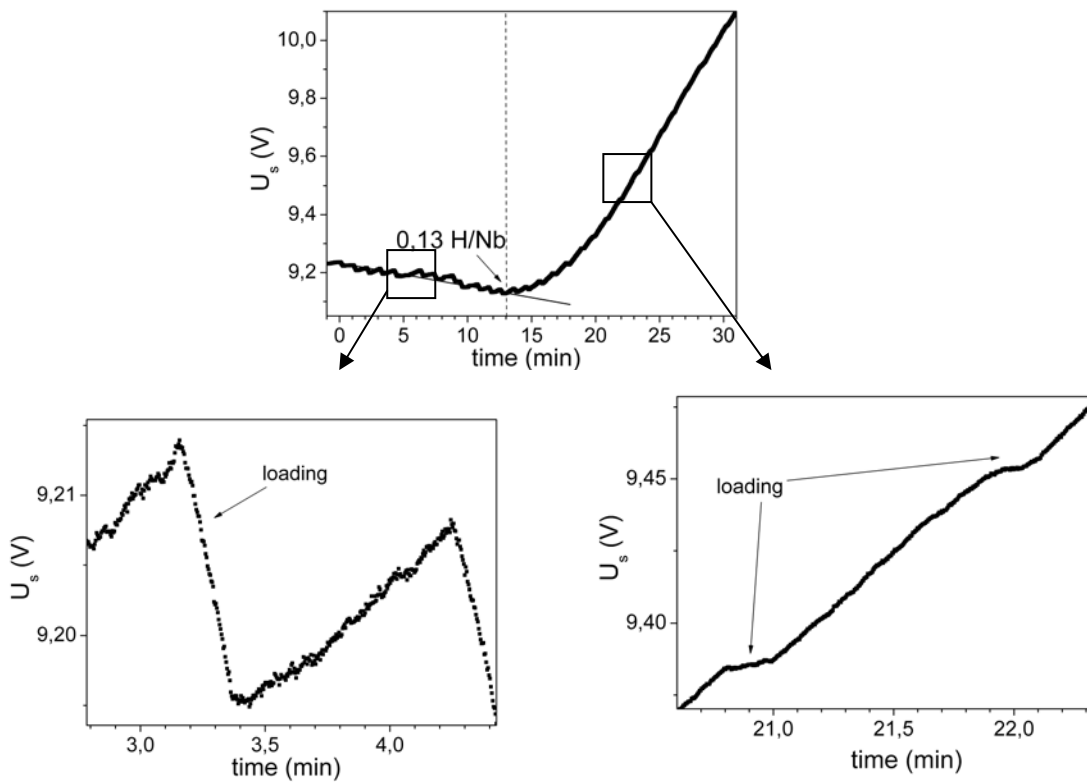 10,0
9,8
9,6
9,4
9,2
U_s (V)
0,13 H/Nb
0 5 10 15 20 25 30
time (min)
9,21
9,20
U_s (V)
loading
3,0 3,5 4,0
time (min)
9,45
9,40
U_s (V)
loading
21,0 21,5 22,0
time (min)